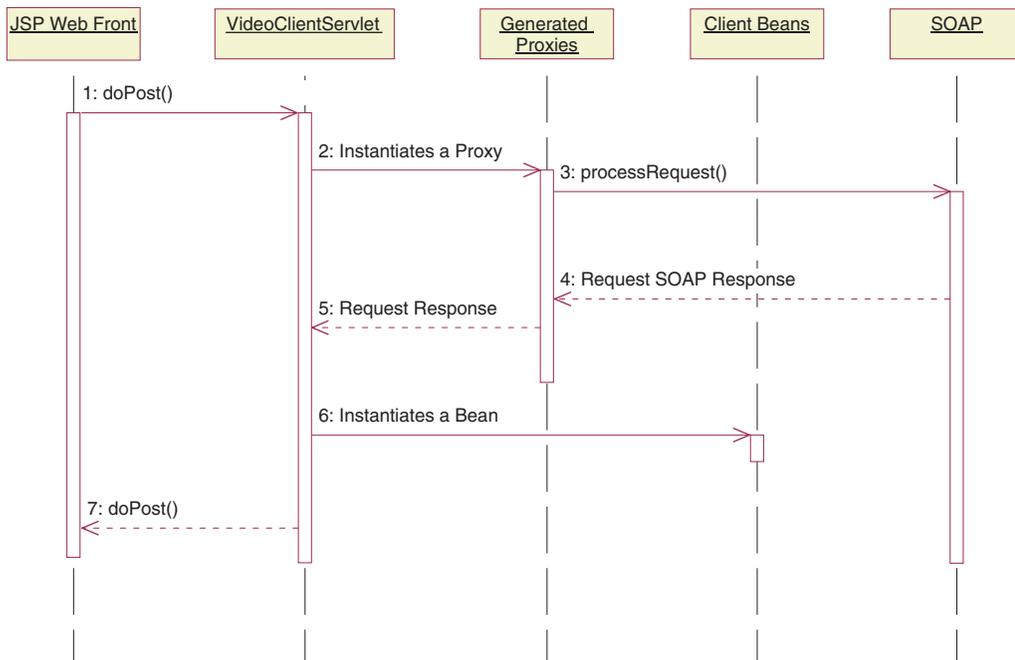 JSP Web Front
VideoClientServlet
Generated
Proxies
Client Beans
SOAP
1: doPost()
2: Instantiates a Proxy
3: processRequest()
4: Request SOAP Response
5: Request Response
6: Instantiates a Bean
7: doPost()